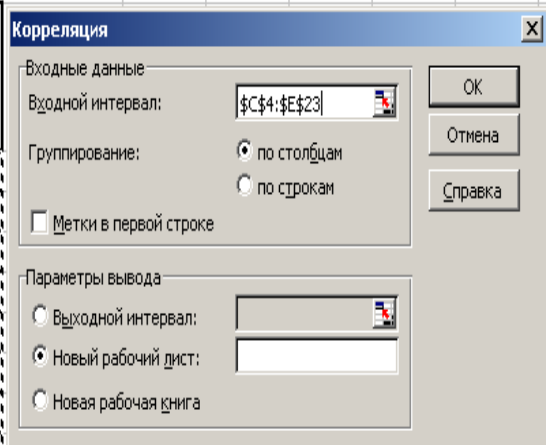 Корреляция
Входные данные
Входной интервал: $C$4:$E$23
Группирование: по столбцам
по строкам
Метки в первой строке
ОК
Отмена
Справка
Параметры вывода
Выходной интервал:
Новый рабочий лист:
Новая рабочая книга